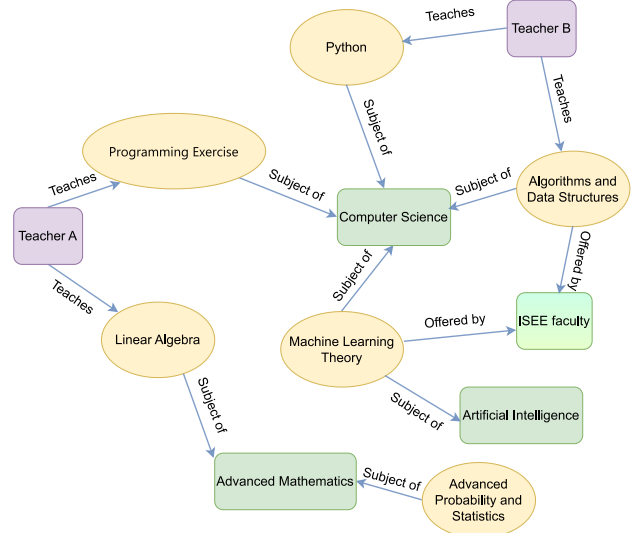 Teaches
Teacher B
Python
Teaches
Subject of
Programming Exercise
Teaches
Subject of
Subject of
Algorithms and
Data Structures
Teacher A
Computer Science
Offered by
Teaches
Subject of
Linear Algebra
Machine Learning
Theory
Offered by
ISEE faculty
Subject of
Subject of
Artificial Intelligence
Advanced Mathematics
Subject of
Advanced
Probability and
Statistics